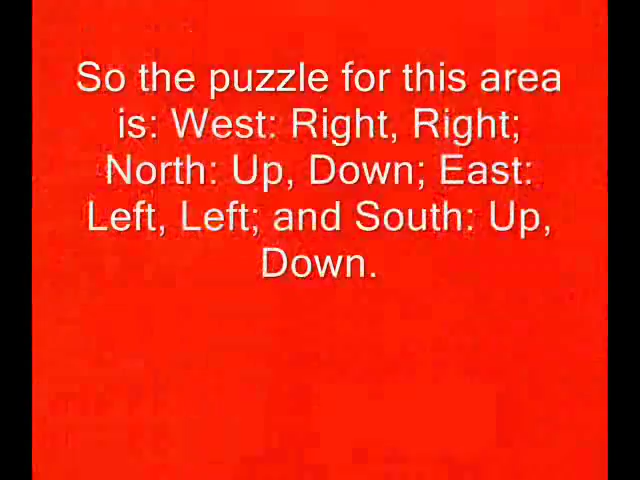 So the puzzle for this area
is: West: Right, Right;
North: Up, Down; East:
Left, Left; and South: Up,
Down.